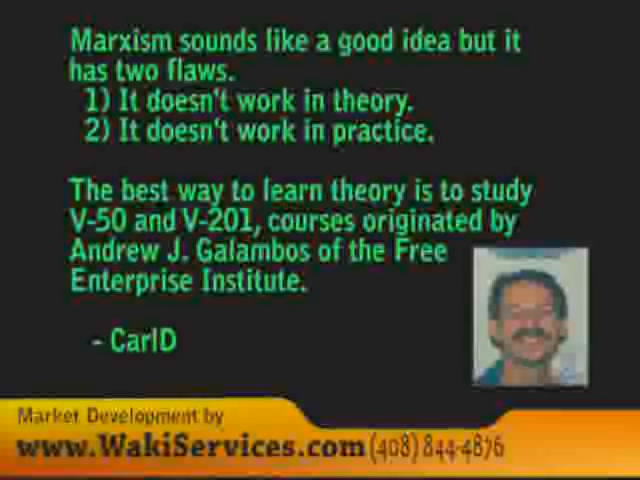 Marxism sounds like a good idea but it
has two flaws.
1) It doesn't work in theory.
2) It doesn't work in practice.
The best way to learn theory is to study
V-50 and V-201, courses originated by
Andrew J. Galambos of the Free
Enterprise Institute.
- CarlD
Market Development by
www.WakiServices.com (408) 844-4876